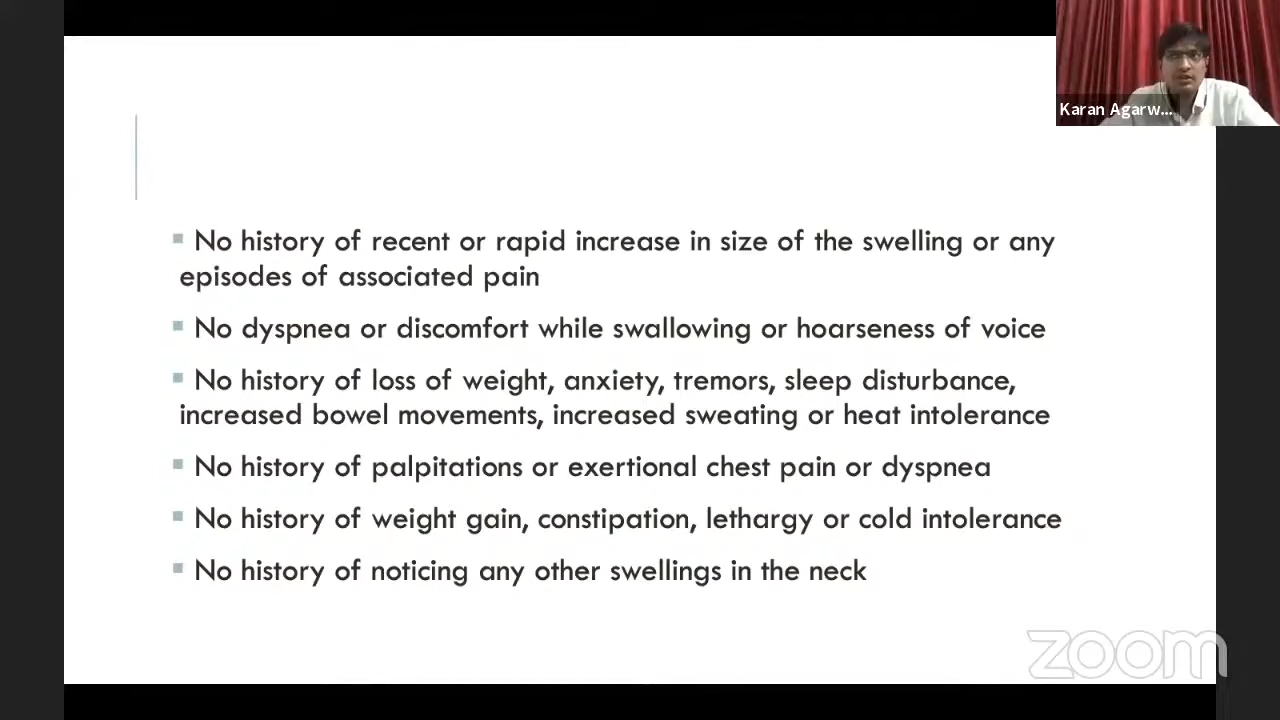 Karan Agarw...
No history of recent or rapid increase in size of the swelling or any
episodes of associated pain
No dyspnea or discomfort while swallowing or hoarseness of voice
No history of loss of weight, anxiety, tremors, sleep disturbance,
increased bowel movements, increased sweating or heat intolerance
No history of palpitations or exertional chest pain or dyspnea
No history of weight gain, constipation, lethargy or cold intolerance
No history of noticing any other swellings in the neck
zoom